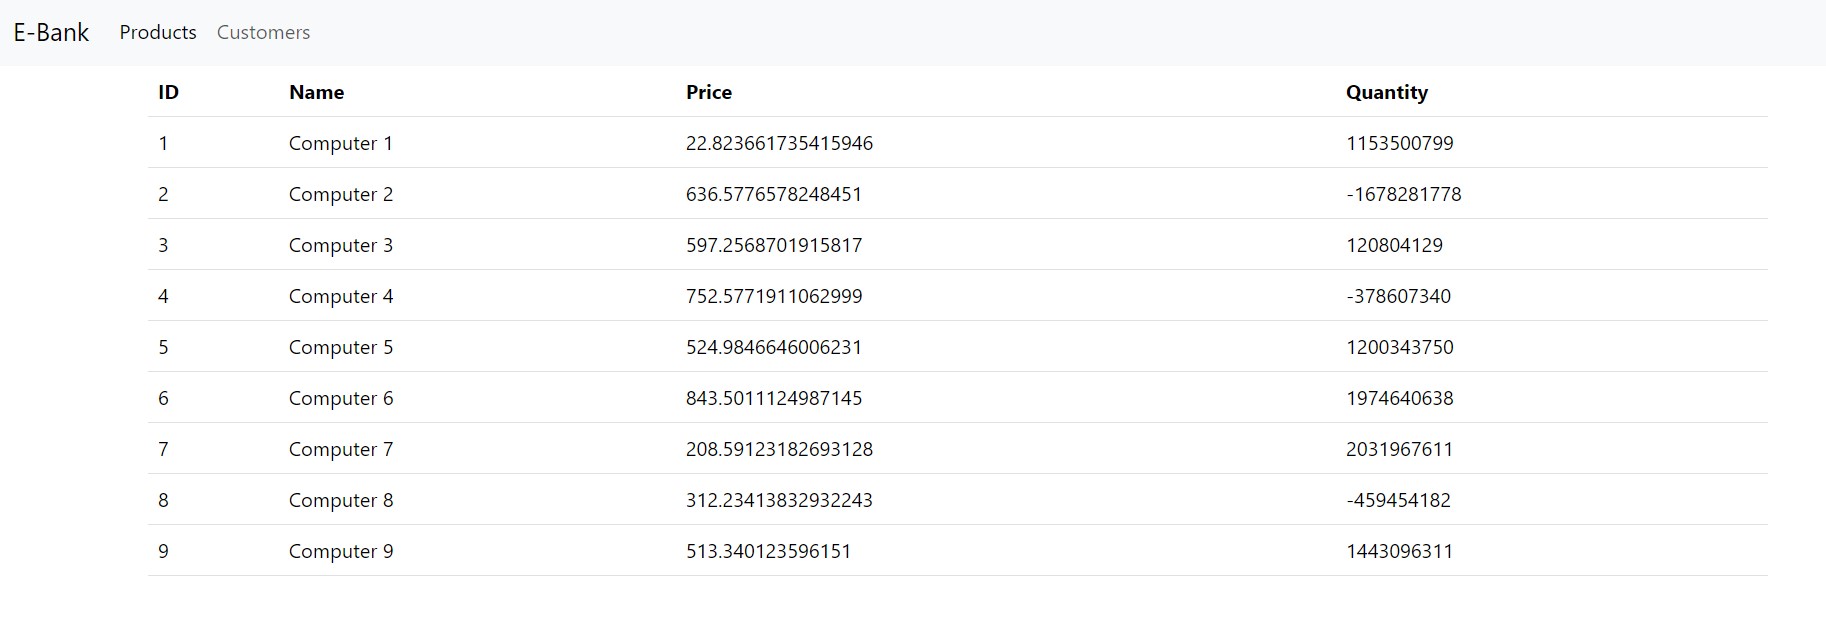 E-Bank Products Customers
ID Name Price Quantity
1 Computer 1 22.823661735415946 1153500799
2 Computer 2 636.5776578248451 -1678281778
3 Computer 3 597.2568701915817 120804129
4 Computer 4 752.5771911062999 -378607340
5 Computer 5 524.9846646006231 1200343750
6 Computer 6 843.5011124987145 1974640638
7 Computer 7 208.59123182693128 2031967611
8 Computer 8 312.23413832932243 -459454182
9 Computer 9 513.340123596151 1443096311